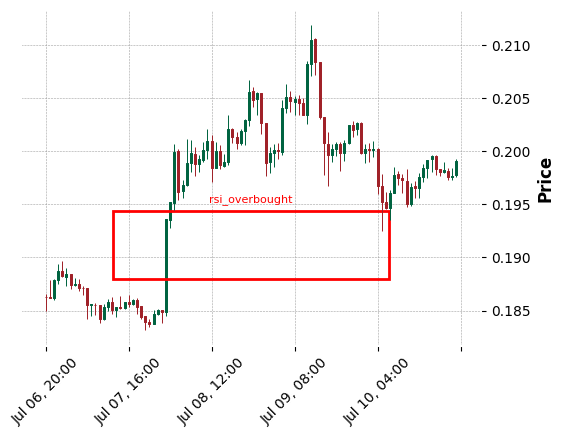 0.210
0.205
0.200
0.195
0.190
0.185
Price
rsi_overbought
Jul 06, 20:00
Jul 07, 16:00
Jul 08, 12:00
Jul 09, 08:00
Jul 10, 04:00